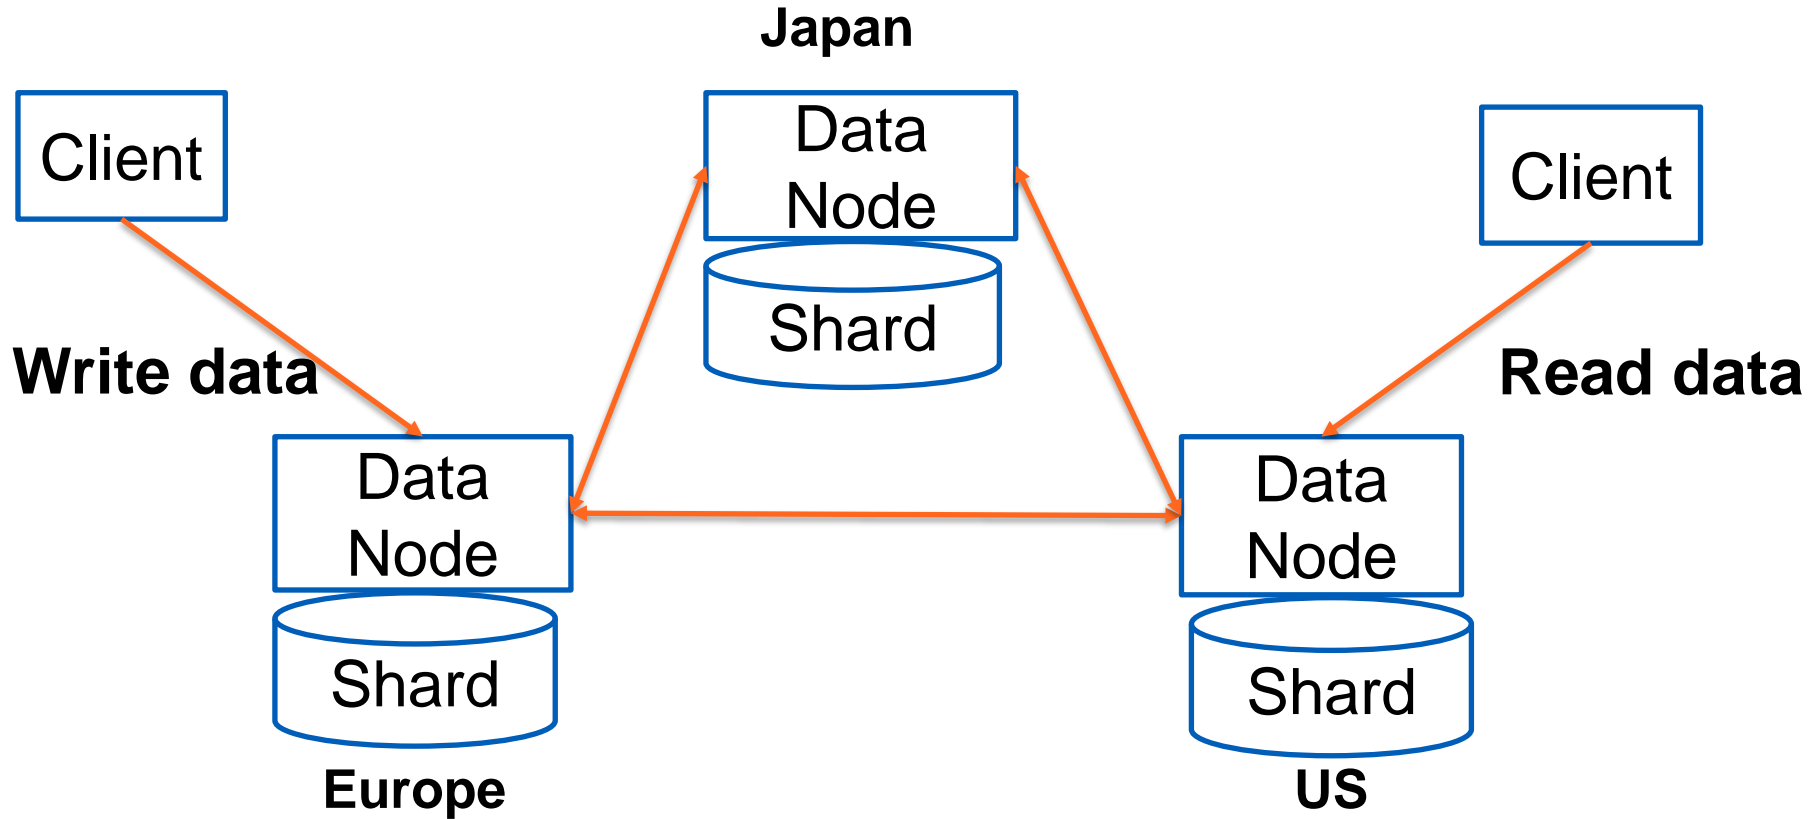 Japan
Client
Data
Node
Client
Shard
Write data
Read data
Data
Node
Data
Node
Shard
Shard
Europe
US